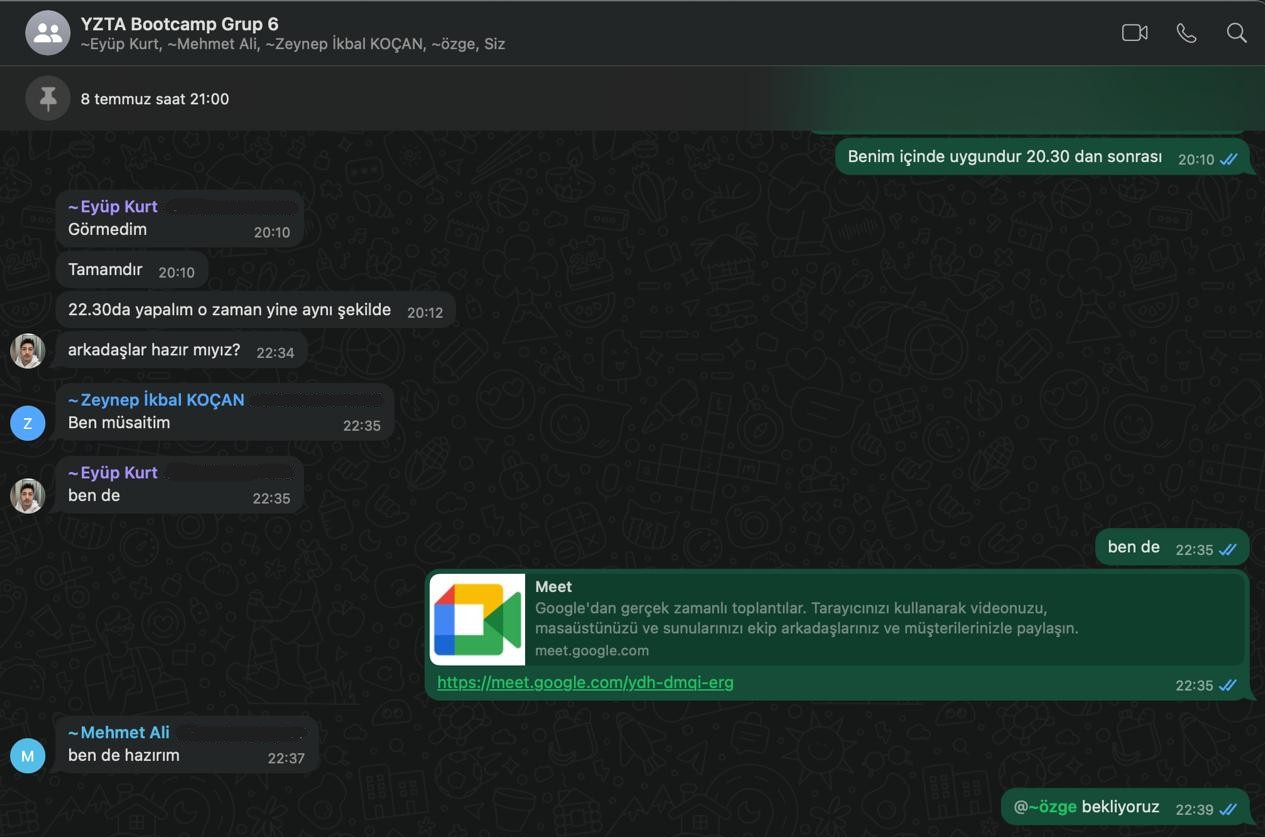 YZTA Bootcamp Grup 6
~Eyüp Kurt, ~Mehmet Ali, ~Zeynep İkbal KOÇAN, ~özge, Siz
8 temmuz saat 21:00
Benim içinde uygundur 20.30 dan sonrası 20:10
~Eyüp Kurt
Görmedim 20:10
Tamamdır 20:10
22.30da yapalım o zaman yine aynı şekilde 20:12
arkadaşlar hazır mıyız? 22:34
~Zeynep İkbal KOÇAN
Z
Ben müsaitim 22:35
~Eyüp Kurt
ben de 22:35
ben de 22:35
Meet
Google'dan gerçek zamanlı toplantılar. Tarayıcınızı kullanarak videonuzu,
masaüstünüzü ve sunularınızı ekip arkadaşlarınız ve müşterilerinizle paylaşın.
meet.google.com
https://meet.google.com/ydh-dmqi-erg 22:35
~Mehmet Ali
M
ben de hazırım 22:37
@~özge bekliyoruz 22:39